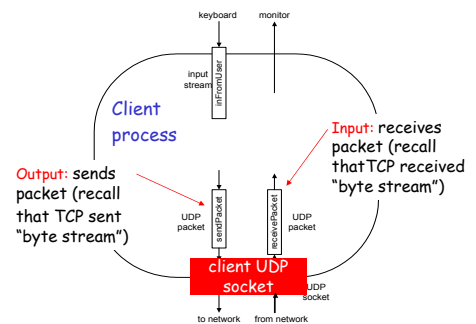 keyboard
monitor
input
stream
inFromUser
Client
process
Input: receives
packet (recall
thatTCP received
“byte stream”)
Output: sends
packet (recall
that TCP sent
“byte stream”)
UDP
packet
sendPacket
receivePacket
UDP
packet
client UDP
socket
UDP
socket
to network
from network